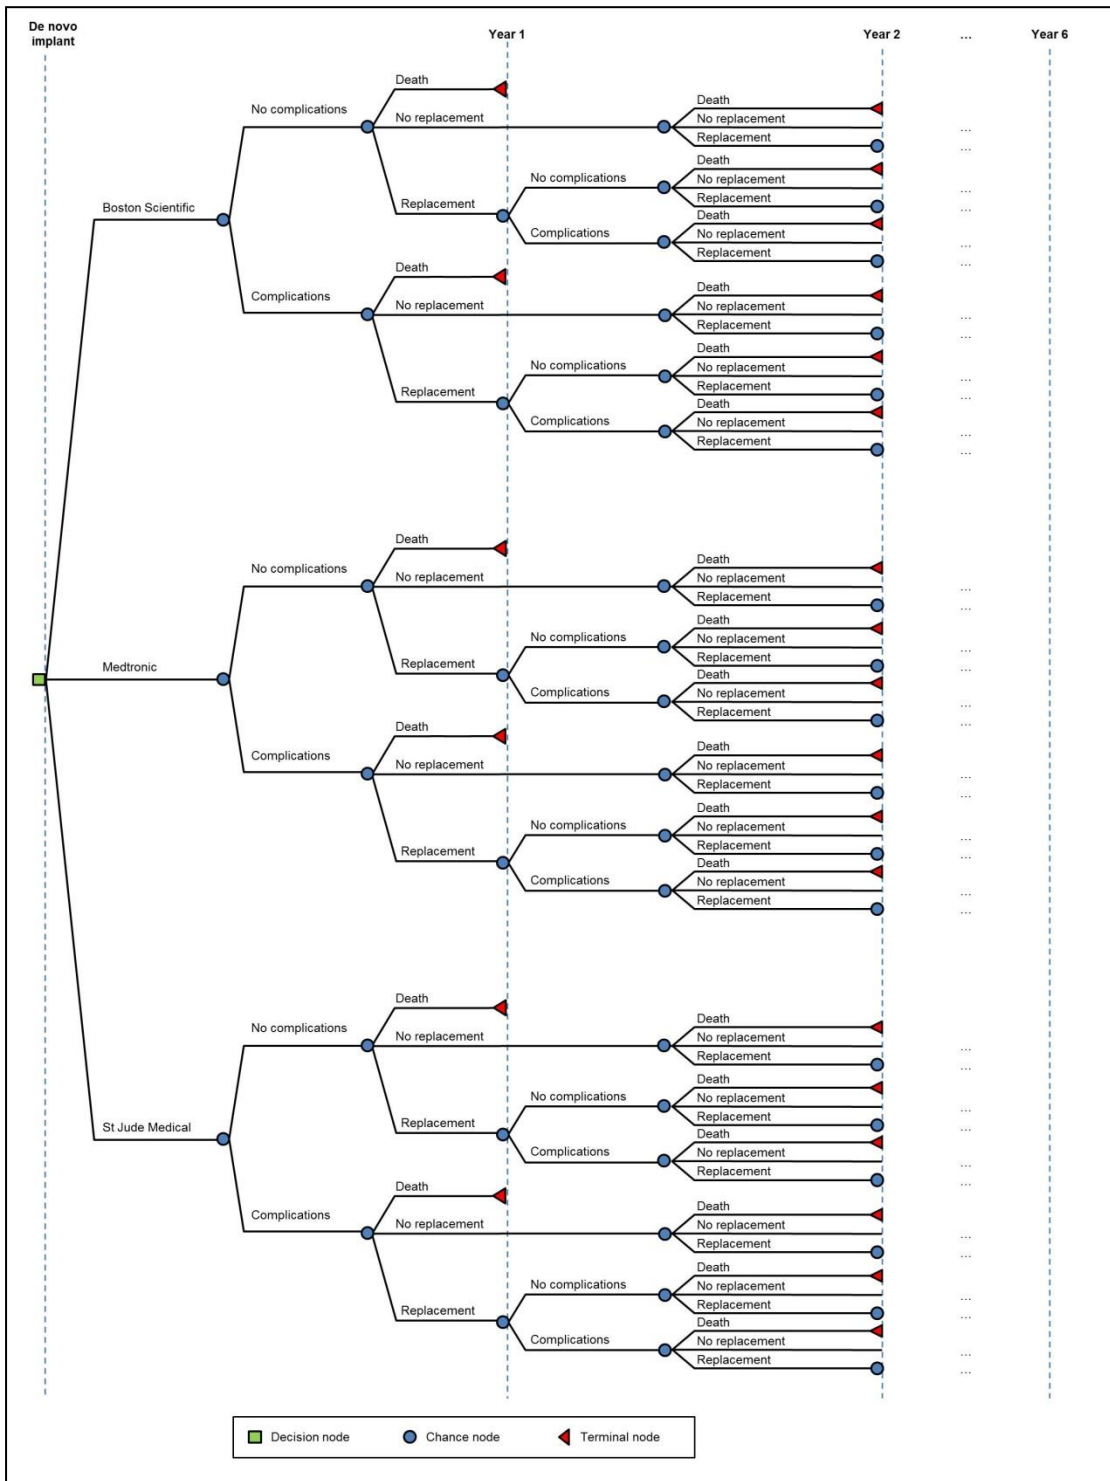 De novo
implant
Year 1
Year 2
...
Year 6
Death
Death
No complications
No replacement
No replacement
...
Replacement
...
Death
No complications
No replacement
...
Replacement
Boston Scientific
Replacement
...
Death
Complications
No replacement
...
Replacement
...
Death
Death
Complications
No replacement
No replacement
...
Replacement
...
Death
No complications
No replacement
...
Replacement
Replacement
...
Death
Complications
No replacement
...
Replacement
...
Death
Death
No complications
No replacement
No replacement
...
Replacement
...
Death
No complications
No replacement
...
Replacement
Medtronic
Replacement
...
Death
Complications
No replacement
...
Replacement
...
Death
Death
Complications
No replacement
No replacement
...
Replacement
...
Death
No complications
No replacement
...
Replacement
Replacement
...
Death
Complications
No replacement
...
Replacement
...
Death
Death
No complications
No replacement
No replacement
...
Replacement
...
Death
No complications
No replacement
...
Replacement
St Jude Medical
Replacement
...
Death
Complications
No replacement
...
Replacement
...
Death
Death
Complications
No replacement
No replacement
...
Replacement
...
Death
No complications
No replacement
...
Replacement
Replacement
...
Death
Complications
No replacement
...
Replacement
...
Decision node
Chance node
Terminal node